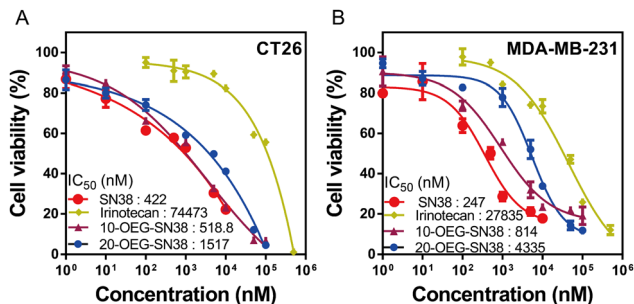 A
CT26
Cell viability (%)
100
80
60
40
20
0
IC50 (nM)
SN38 : 422
Irinotecan : 74473
10-OEG-SN38 : 518.8
20-OEG-SN38 : 1517
10^0 10^1 10^2 10^3 10^4 10^5 10^6
Concentration (nM)
B
MDA-MB-231
Cell viability (%)
100
80
60
40
20
0
IC50 (nM)
SN38 : 247
Irinotecan : 27835
10-OEG-SN38 : 814
20-OEG-SN38 : 4335
10^0 10^1 10^2 10^3 10^4 10^5 10^6
Concentration (nM)